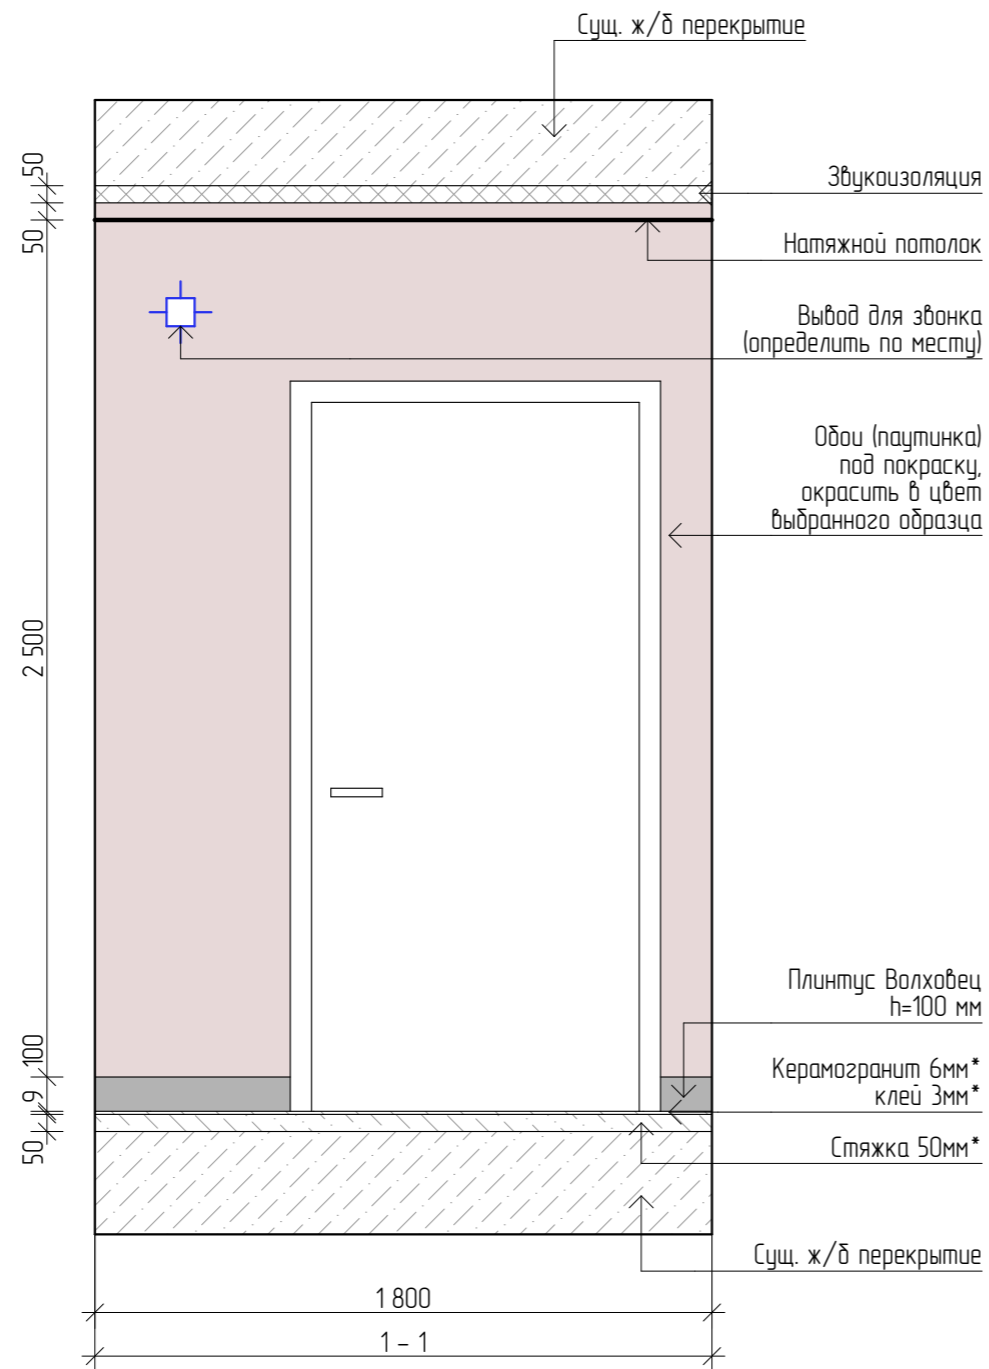 Сущ. ж/б перекрытие
50
Звукоизоляция
50
Натяжной потолок
Вывод для звонка
(определить по месту)
Обои (паутинка)
под покраску,
окрасить в цвет
выбранного образца
2 500
Плинтус Волховец
h=100 мм
100
Керамогранит 6мм*
клей 3мм*
9
Стяжка 50мм*
50
Сущ. ж/б перекрытие
1 800
1 - 1